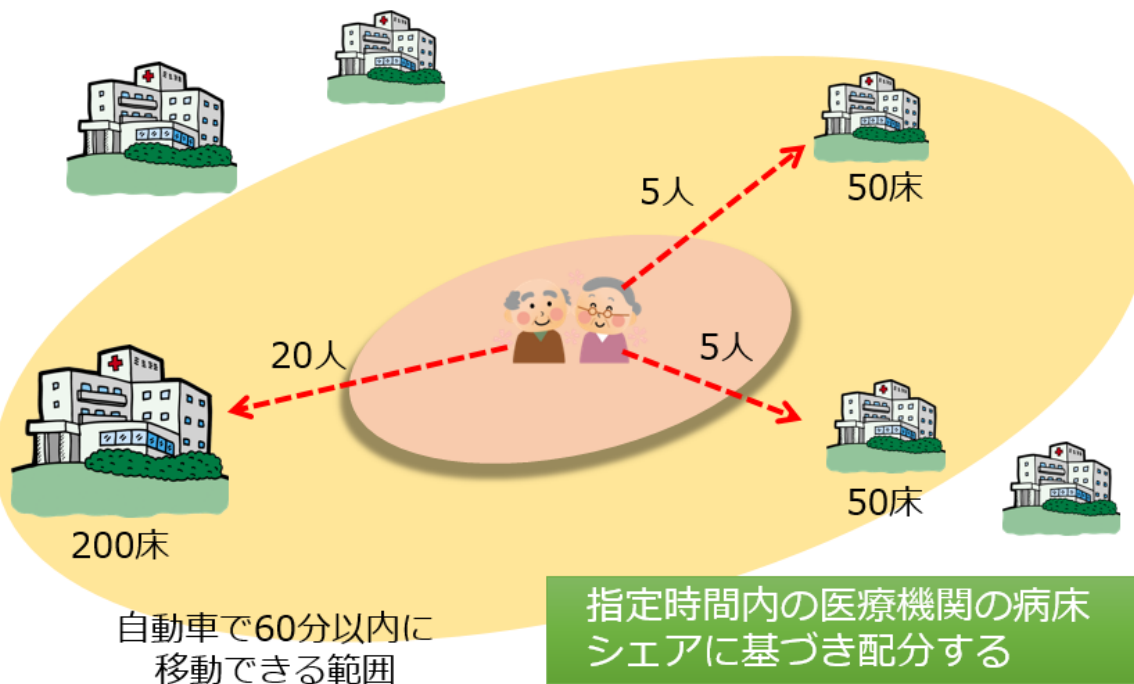 50床
5人
20人
5人
50床
200床
自動車で60分以内に
移動できる範囲
指定時間内の医療機関の病床
シェアに基づき配分する